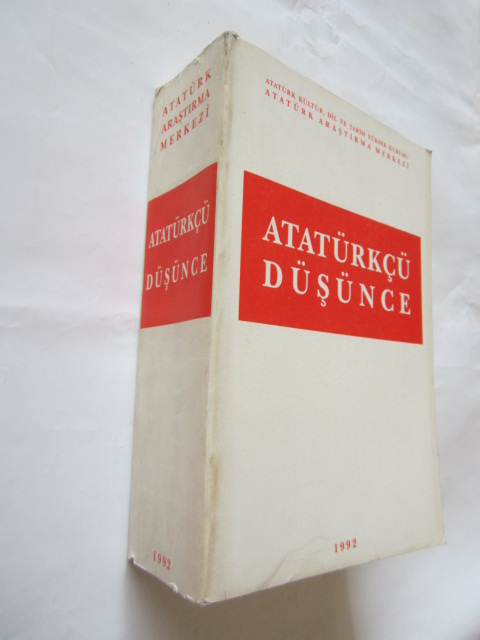 ATATÜRK
ARAŞTIRMA
MERKEZİ
ATATÜRKÇÜ
DÜŞÜNCE
1992
ATATÜRK KÜLTÜR, DİL VE TARİH YÜKSEK KURUMU
ATATÜRK ARAŞTIRMA MERKEZİ
ATATÜRKÇÜ
DÜŞÜNCE
1992